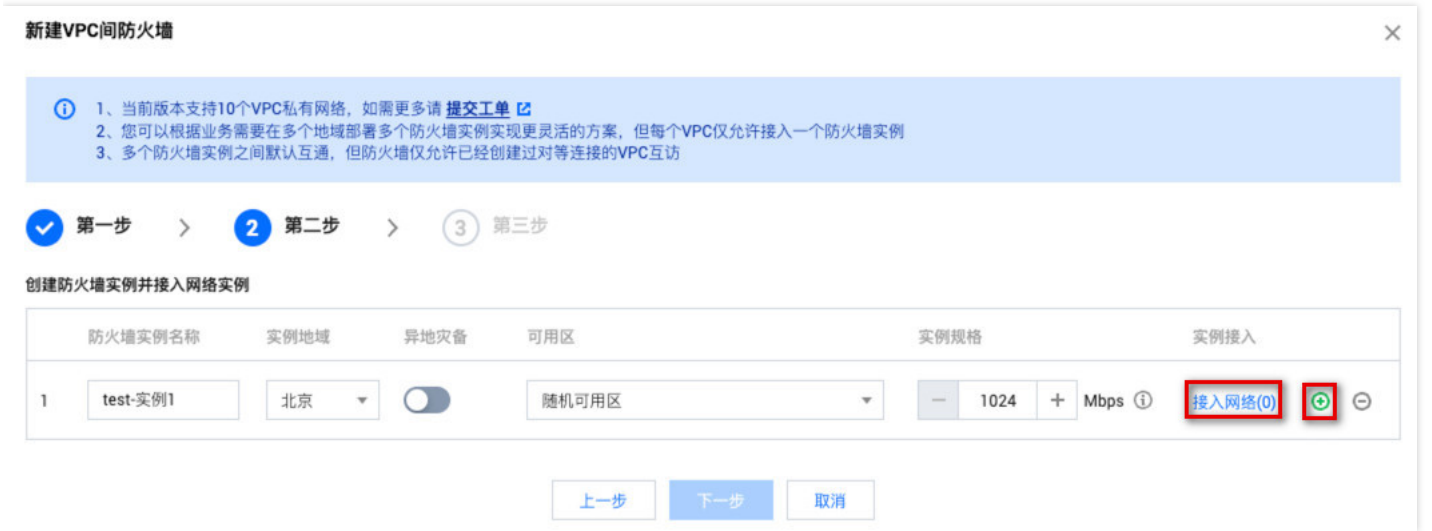 新建VPC间防火墙
1、当前版本支持10个VPC私有网络，如需更多请 提交工单
2、您可以根据业务需要在多个地域部署多个防火墙实例实现更灵活的方案，但每个VPC仅允许接入一个防火墙实例
3、多个防火墙实例之间默认互通，但防火墙仅允许已经创建过对等连接的VPC互访
第一步 > 2 第二步 > 3 第三步
创建防火墙实例并接入网络实例
防火墙实例名称 实例地域 异地灾备 可用区 实例规格 实例接入
1 test-实例1 北京 随机可用区 － 1024 + Mbps 接入网络(0)
上一步 下一步 取消